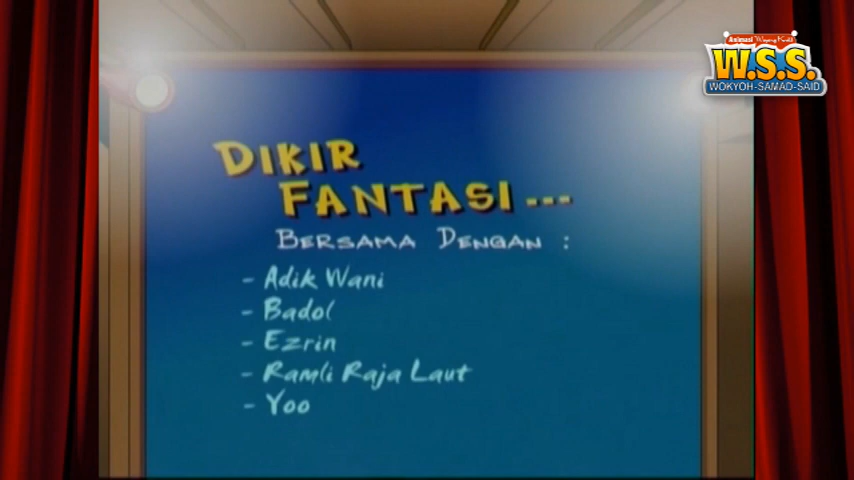 Animasi Wayang Kulit
W.S.S.
WOKYOH-SAMAD-SAID
DIKIR
FANTASI...
BERSAMA DENGAN :
- Adik Wani
- Badol
- Ezrin
- Ramli Raja Laut
- Yoo